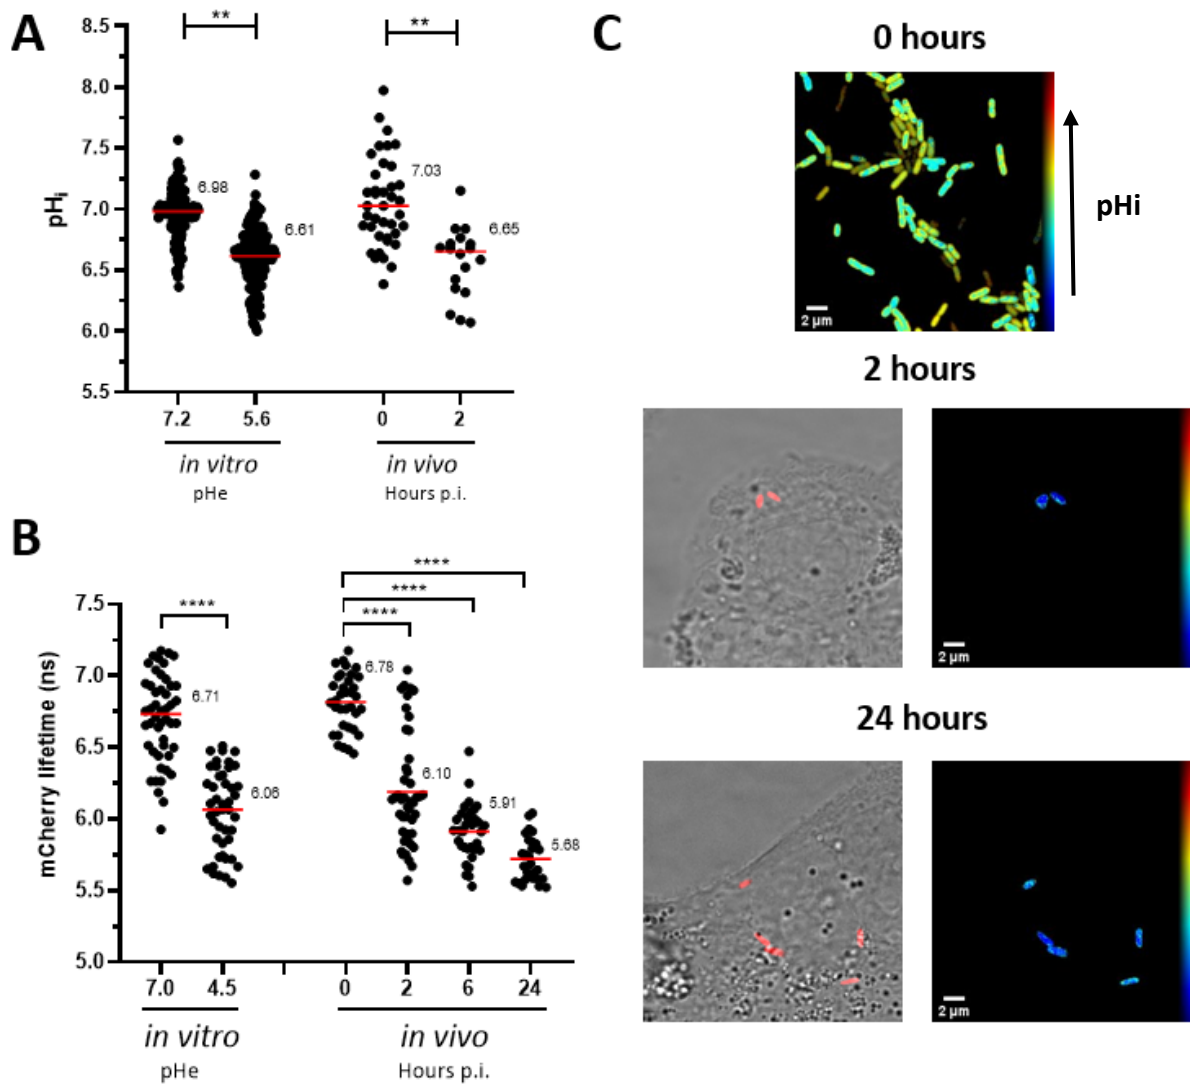 A
8.5
8.0
7.5
7.0
6.5
6.0
5.5
pHi
**
**
6.98
6.61
7.03
6.65
7.2 5.6 0 2
in vitro in vivo
pHe Hours p.i.
B
7.5
7.0
6.5
6.0
5.5
5.0
mCherry lifetime (ns)
****
****
****
****
6.71
6.06
6.78
6.10
5.91
5.68
7.0 4.5 0 2 6 24
in vitro in vivo
pHe Hours p.i.
C
0 hours
pHi
2 µm
2 hours
2 µm
24 hours
2 µm